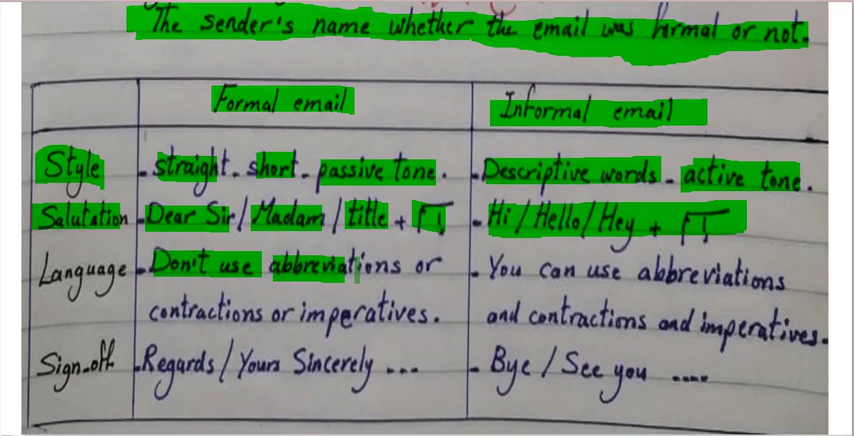 The sender's name whether the email was formal or not.
Formal email
Informal email
Style
- straight - short - passive tone.
- Descriptive words - active tone.
Salutation
- Dear Sir / Madam / title +
- Hi / Hello / Hey +
Language
- Don't use abbreviations or
contractions or imperatives.
- You can use abbreviations
and contractions and imperatives.
Sign-off
- Regards / Yours Sincerely ...
- Bye / See you ....